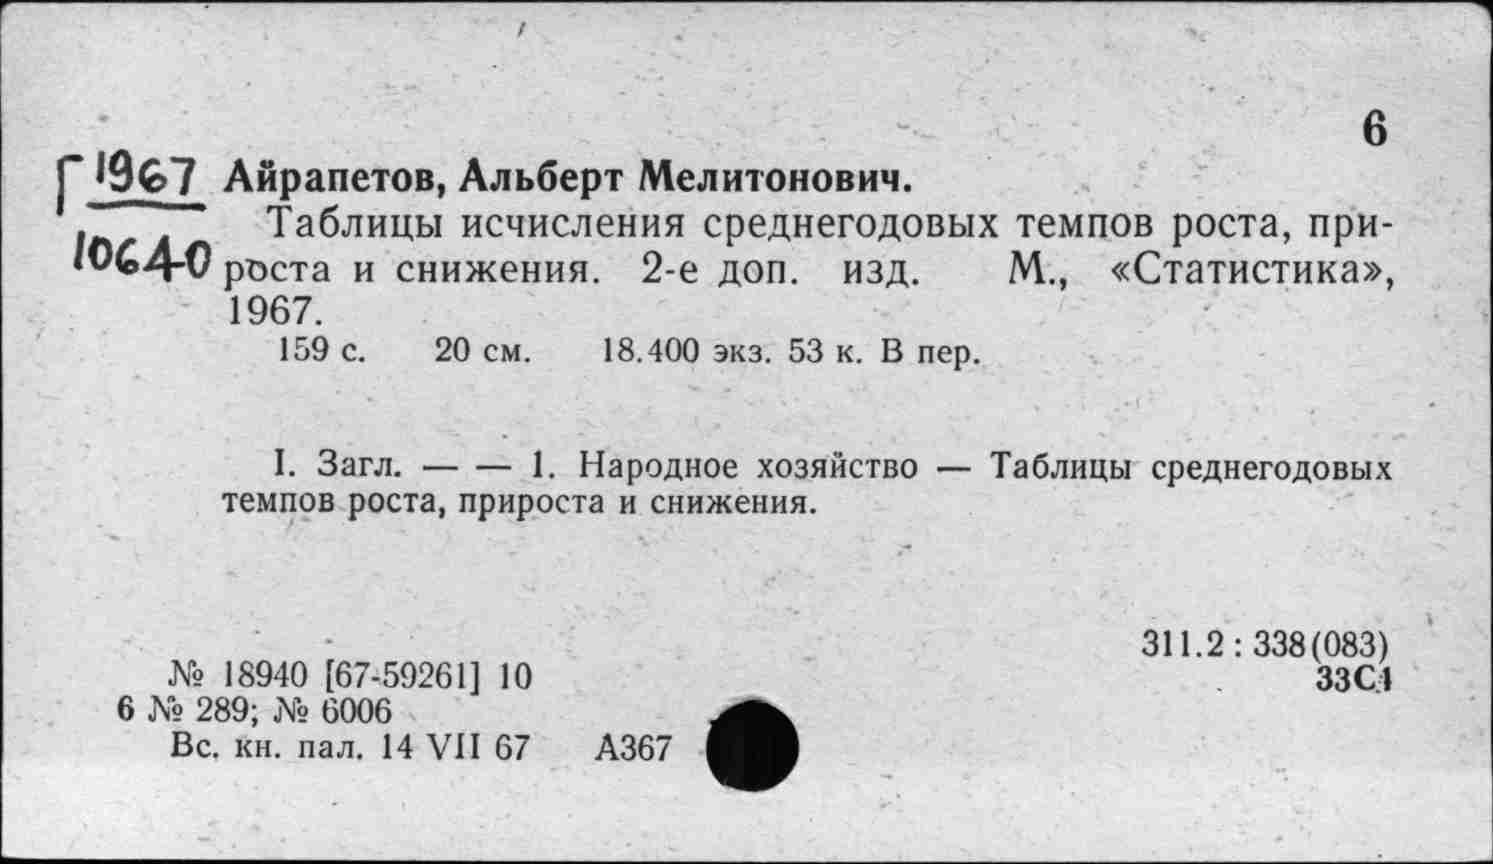 6
Г 1967 Айрапетов, Альберт Мелитонович.
Таблицы исчисления среднегодовых темпов роста, при-
10640 роста и снижения. 2-е доп. изд. М., «Статистика»,
1967.
159 с. 20 см. 18.400 экз. 53 к. В пер.
I. Загл. — — 1. Народное хозяйство — Таблицы среднегодовых
темпов роста, прироста и снижения.
311.2 : 338(083)
№ 18940 [67-59261] 10 33С1
6 № 289; № 6006
Вс. кн. пал. 14 VII 67 А367